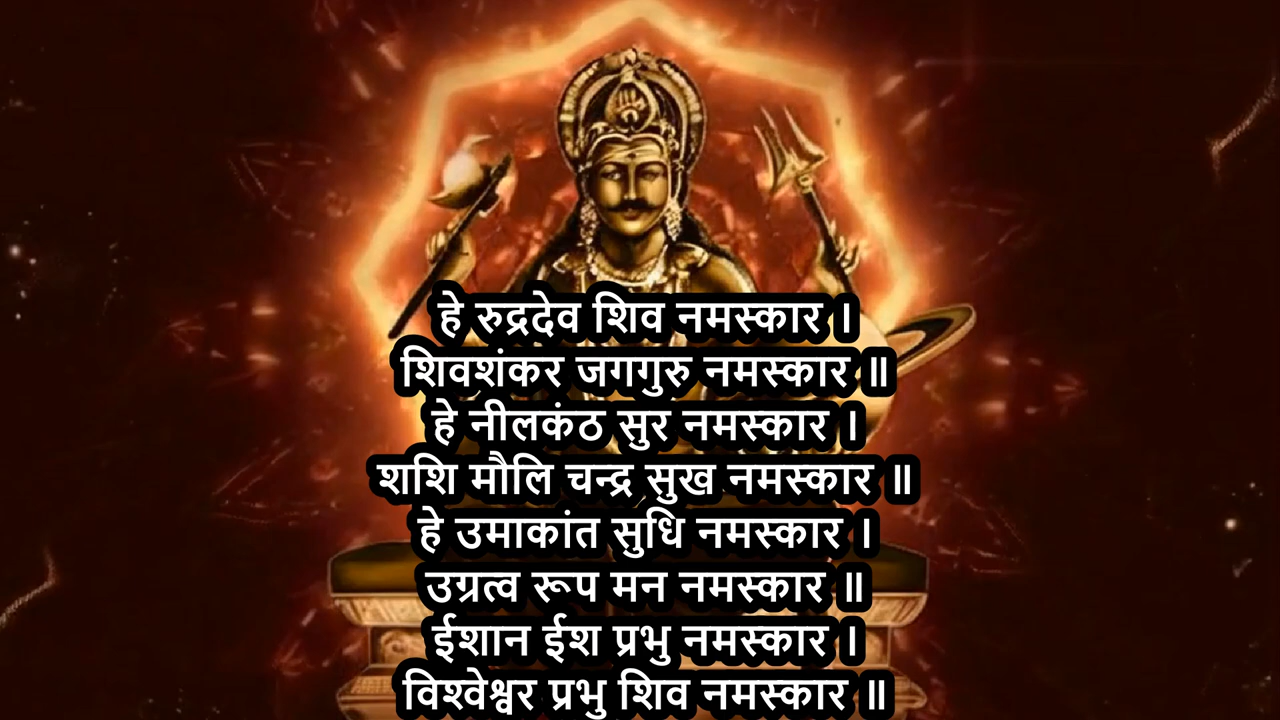 हे रुद्रदेव शिव नमस्कार ।
शिवशंकर जगगुरु नमस्कार ॥
हे नीलकंठ सुर नमस्कार ।
शशि मौलि चन्द्र सुख नमस्कार ॥
हे उमाकांत सुधि नमस्कार ।
उग्रत्व रूप मन नमस्कार ॥
ईशान ईश प्रभु नमस्कार ।
विश्वेश्वर प्रभु शिव नमस्कार ॥